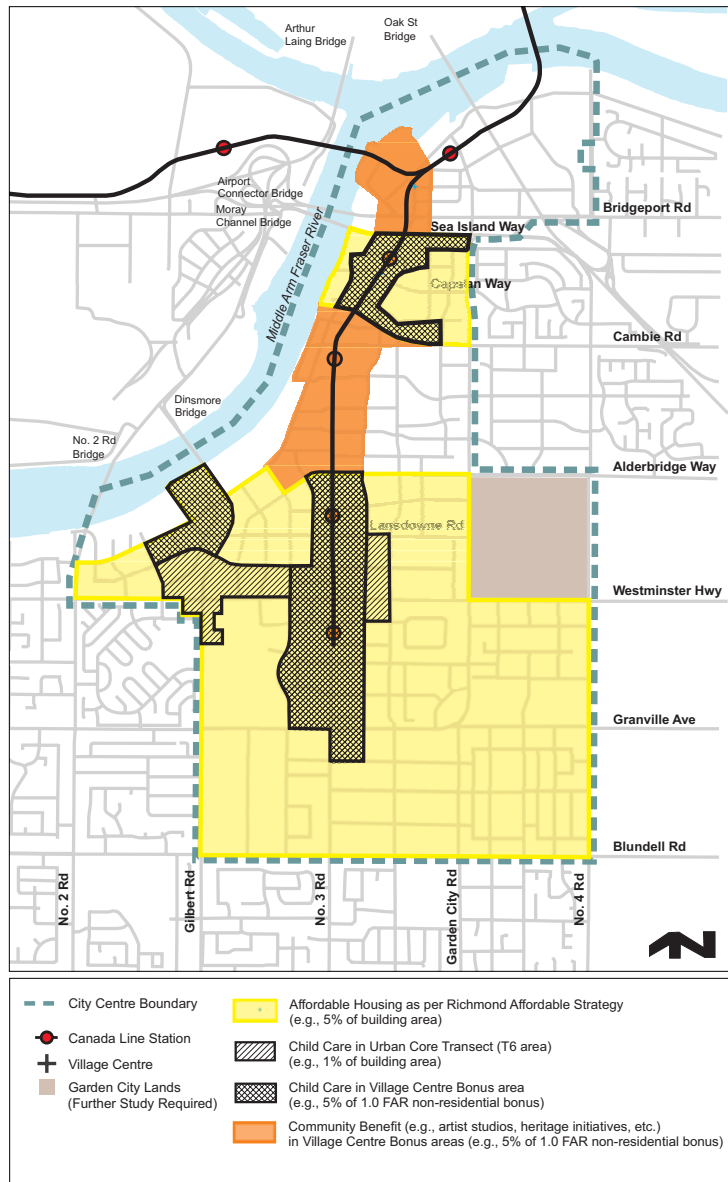 Arthur
Laing Bridge
Oak St
Bridge
Airport
Connector Bridge
Moray
Channel Bridge
Middle Arm Fraser River
Bridgeport Rd
Sea Island Way
Capstan Way
Cambie Rd
Dinsmore
Bridge
No. 2 Rd
Bridge
Alderbridge Way
Lansdowne Rd
Westminster Hwy
Granville Ave
Blundell Rd
No. 2 Rd
Gilbert Rd
No. 3 Rd
Garden City Rd
No. 4 Rd
N
City Centre Boundary
Canada Line Station
Village Centre
Garden City Lands
(Further Study Required)
Affordable Housing as per Richmond Affordable Strategy
(e.g., 5% of building area)
Child Care in Urban Core Transect (T6 area)
(e.g., 1% of building area)
Child Care in Village Centre Bonus area
(e.g., 5% of 1.0 FAR non-residential bonus)
Community Benefit (e.g., artist studios, heritage initiatives, etc.)
in Village Centre Bonus areas (e.g., 5% of 1.0 FAR non-residential bonus)